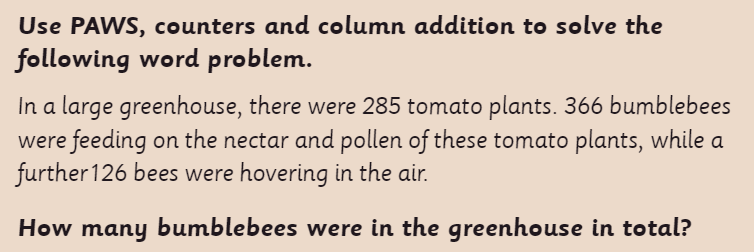 Use PAWS, counters and column addition to solve the
following word problem.
In a large greenhouse, there were 285 tomato plants. 366 bumblebees
were feeding on the nectar and pollen of these tomato plants, while a
further126 bees were hovering in the air.
How many bumblebees were in the greenhouse in total?